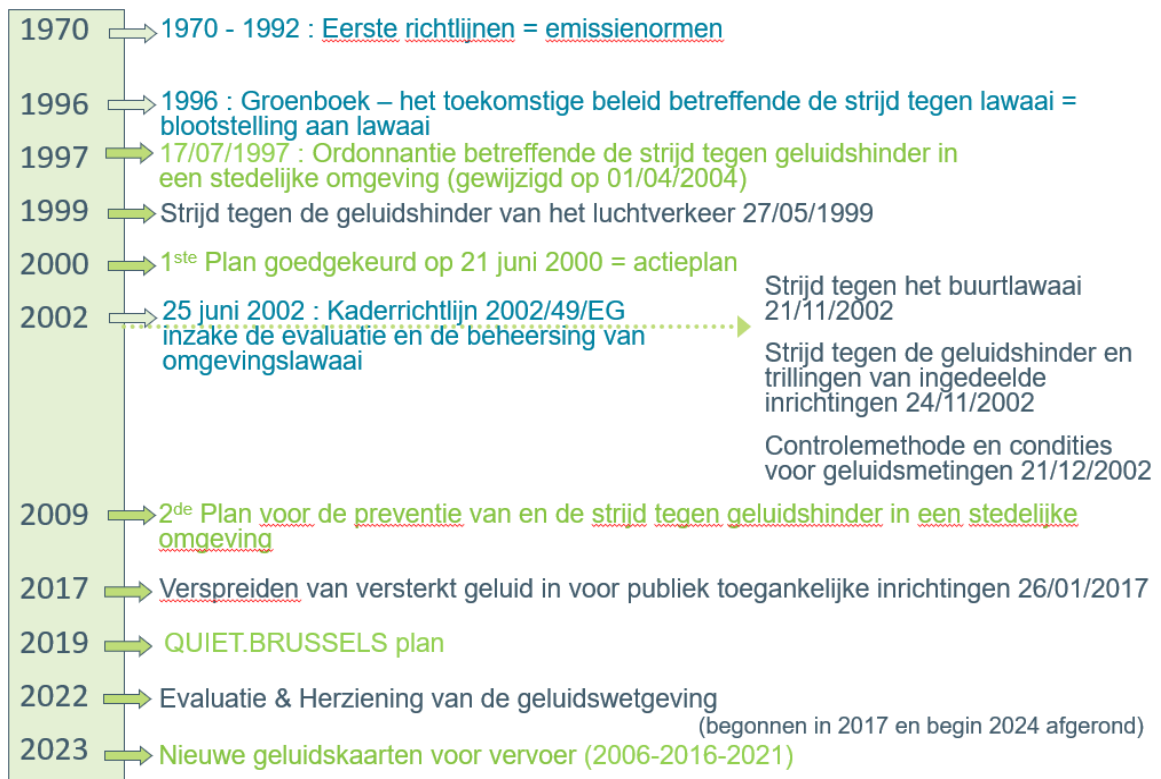 1970
1970 - 1992 : Eerste richtlijnen = emissienormen
1996
1996 : Groenboek – het toekomstige beleid betreffende de strijd tegen lawaai =
blootstelling aan lawaai
1997
17/07/1997 : Ordonnantie betreffende de strijd tegen geluidshinder in
een stedelijke omgeving (gewijzigd op 01/04/2004)
1999
Strijd tegen de geluidshinder van het luchtverkeer 27/05/1999
2000
1ste Plan goedgekeurd op 21 juni 2000 = actieplan
2002
25 juni 2002 : Kaderrichtlijn 2002/49/EG
inzake de evaluatie en de beheersing van
omgevingslawaai
Strijd tegen het buurtlawaai
21/11/2002
Strijd tegen de geluidshinder en
trillingen van ingedeelde
inrichtingen 24/11/2002
Controlemethode en condities
voor geluidsmetingen 21/12/2002
2009
2de Plan voor de preventie van en de strijd tegen geluidshinder in een stedelijke
omgeving
2017
Verspreiden van versterkt geluid in voor publiek toegankelijke inrichtingen 26/01/2017
2019
QUIET.BRUSSELS plan
2022
Evaluatie & Herziening van de geluidswetgeving
(begonnen in 2017 en begin 2024 afgerond)
2023
Nieuwe geluidskaarten voor vervoer (2006-2016-2021)